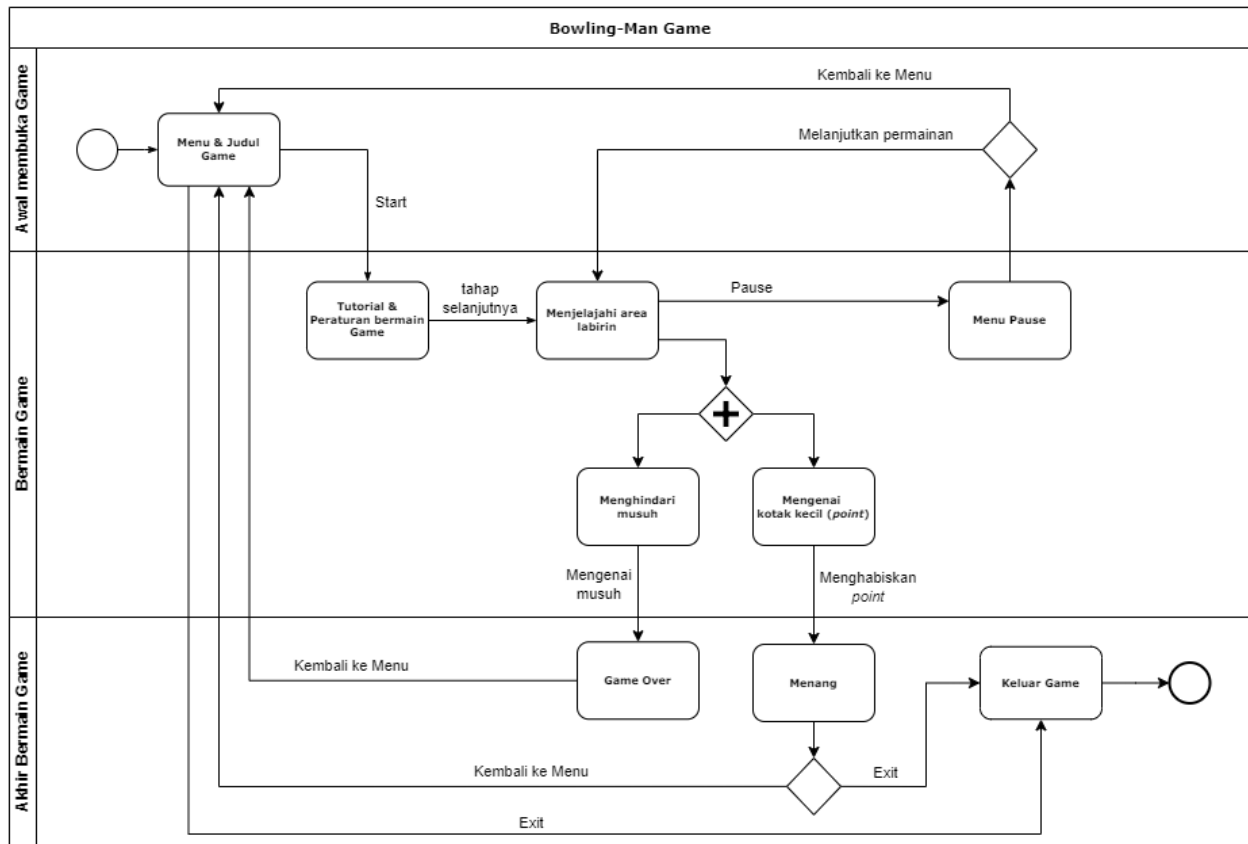 Bowling-Man Game
Awal membuka Game
Kembali ke Menu
Melanjutkan permainan
Menu & Judul
Game
Start
Bermain Game
Tutorial &
Peraturan bermain
Game
tahap
selanjutnya
Menjelajahi area
labirin
Pause
Menu Pause
Menghindari
musuh
Mengenai
kotak kecil (point)
Mengenai
musuh
Menghabiskan
point
Akhir Bermain Game
Kembali ke Menu
Game Over
Menang
Keluar Game
Kembali ke Menu
Exit
Exit